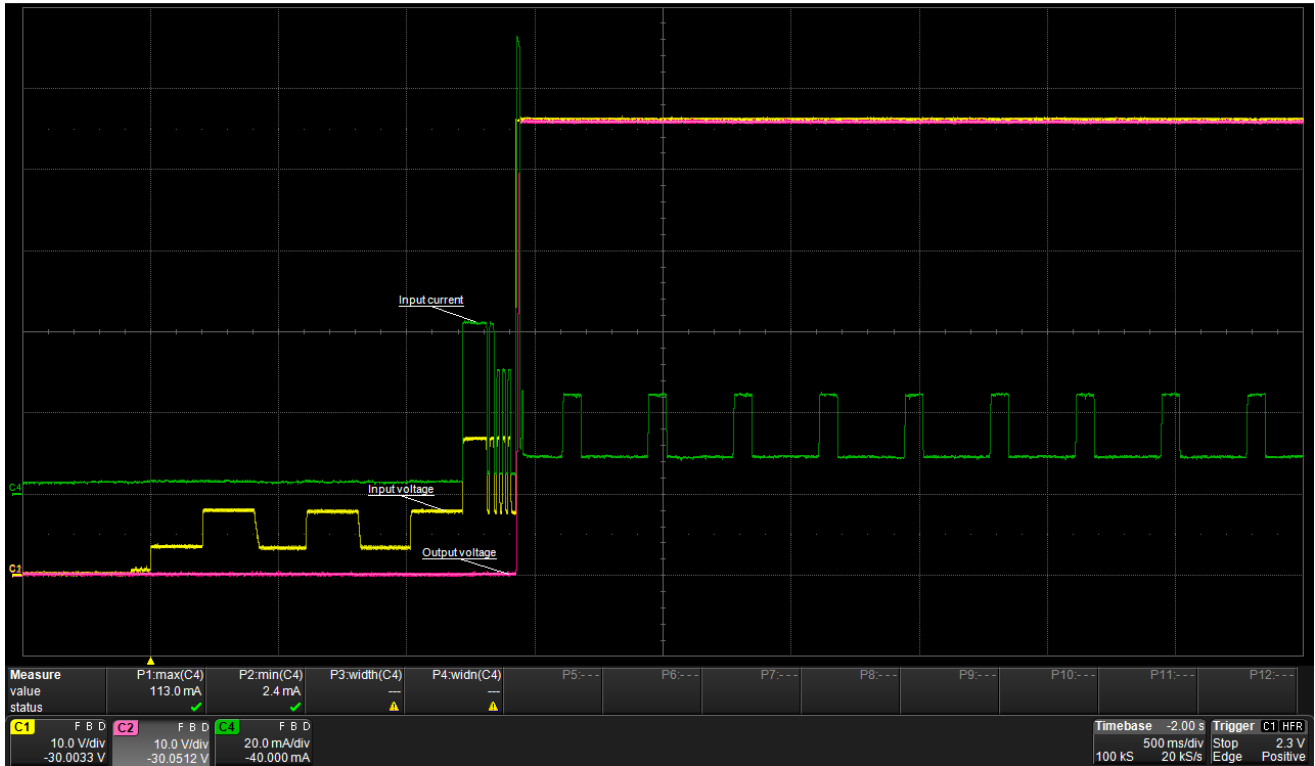 Input current
C4
Input voltage
Output voltage
C2
Measure P1:max(C4) P2:min(C4) P3:width(C4) P4:widn(C4) P5:- - - P6:- - - P7:- - - P8:- - - P9:- - - P10:- - - P11:- - - P12:- - -
value 113.0 mA 2.4 mA --- ---
status
C1 F B D C2 F B D C4 F B D Timebase -2.00 s Trigger C1 HFR
10.0 V/div 10.0 V/div 20.0 mA/div 500 ms/div Stop 2.3 V
-30.0033 V -30.0512 V -40.000 mA 100 kS 20 kS/s Edge Positive